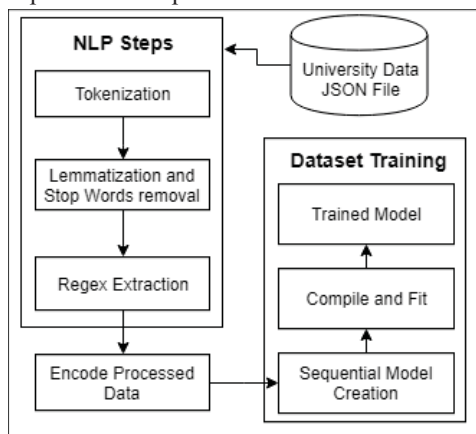 NLP Steps
University Data
JSON File
Tokenization
Lemmatization and
Stop Words removal
Regex Extraction
Encode Processed
Data
Dataset Training
Trained Model
Compile and Fit
Sequential Model
Creation